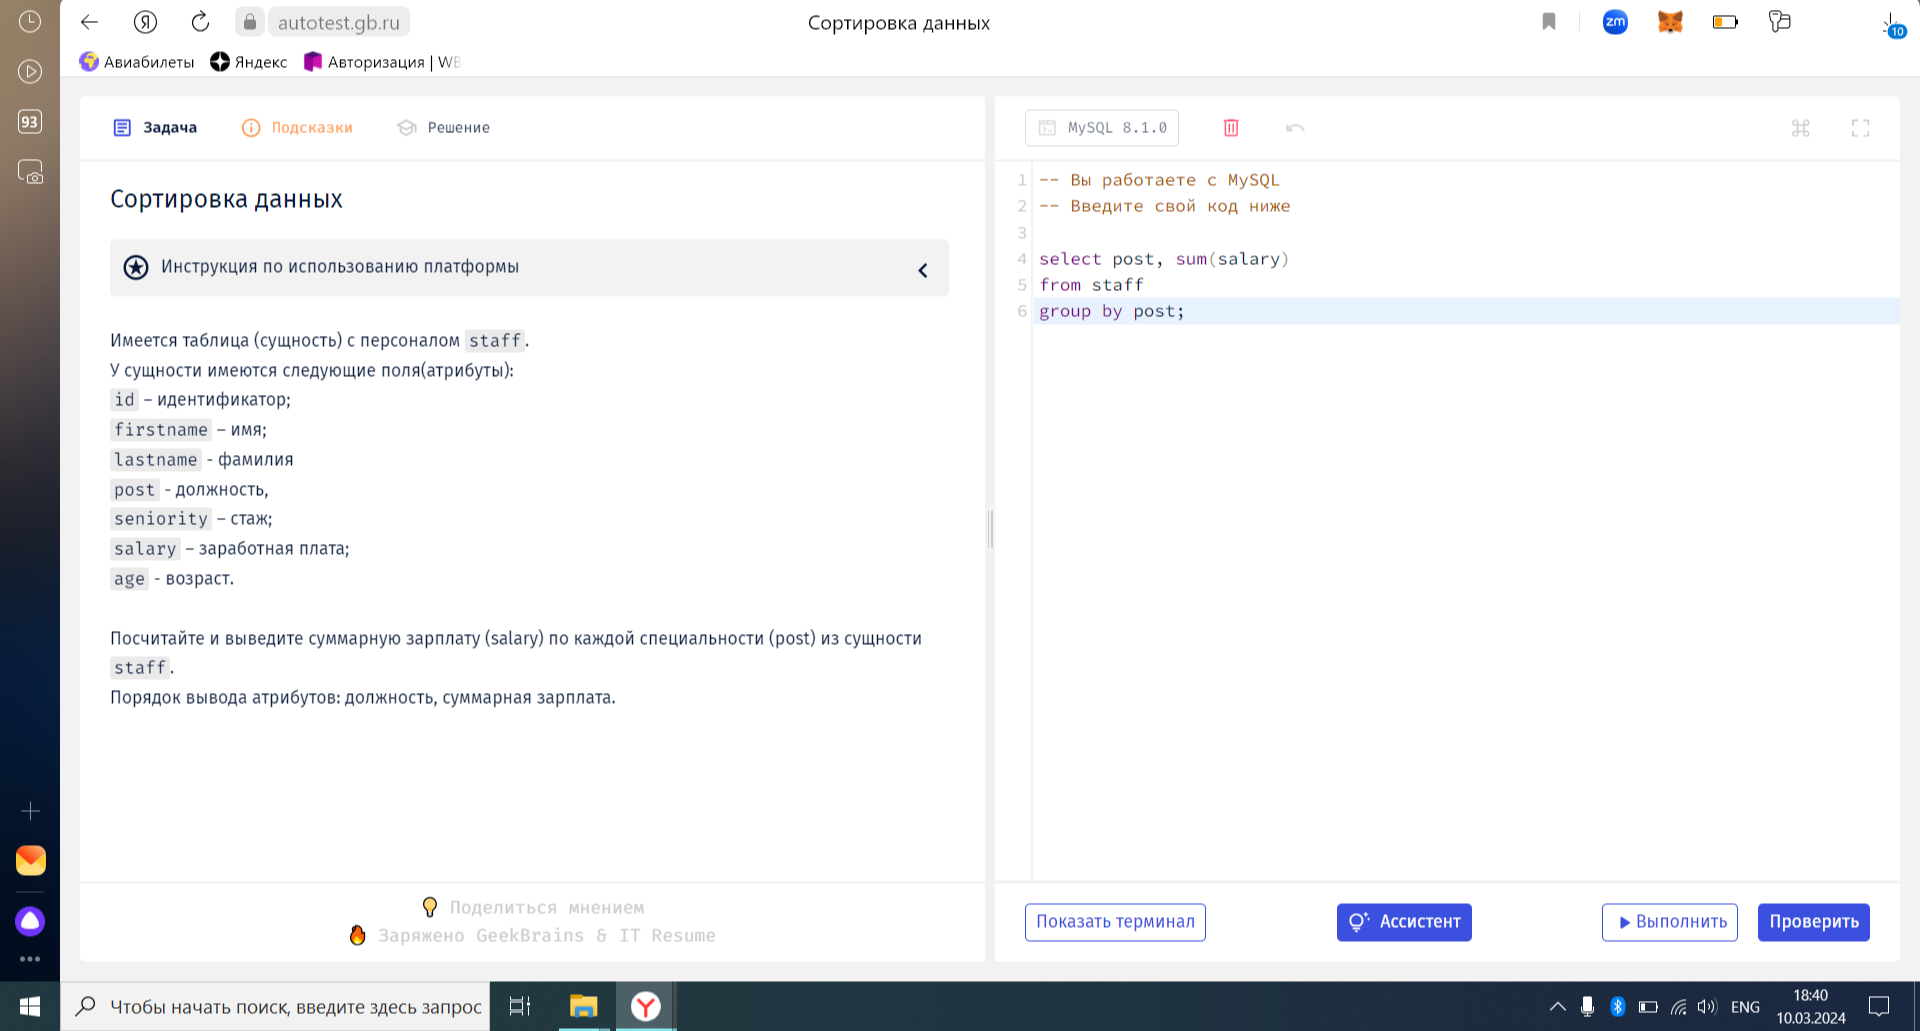 autotest.gb.ru
Сортировка данных
zm
10
Авиабилеты
Яндекс
Авторизация | WB
93
Задача
Подсказки
Решение
Сортировка данных
Инструкция по использованию платформы
Имеется таблица (сущность) с персоналом staff.
У сущности имеются следующие поля(атрибуты):
id – идентификатор;
firstname – имя;
lastname - фамилия
post - должность,
seniority – стаж;
salary – заработная плата;
age - возраст.
Посчитайте и выведите суммарную зарплату (salary) по каждой специальности (post) из сущности
staff.
Порядок вывода атрибутов: должность, суммарная зарплата.
Поделиться мнением
Заряжено GeekBrains & IT Resume
MySQL 8.1.0
1 -- Вы работаете с MySQL
2 -- Введите свой код ниже
3
4 select post, sum(salary)
5 from staff
6 group by post;
Показать терминал
Ассистент
Выполнить
Проверить
Чтобы начать поиск, введите здесь запрос
ENG
18:40
10.03.2024